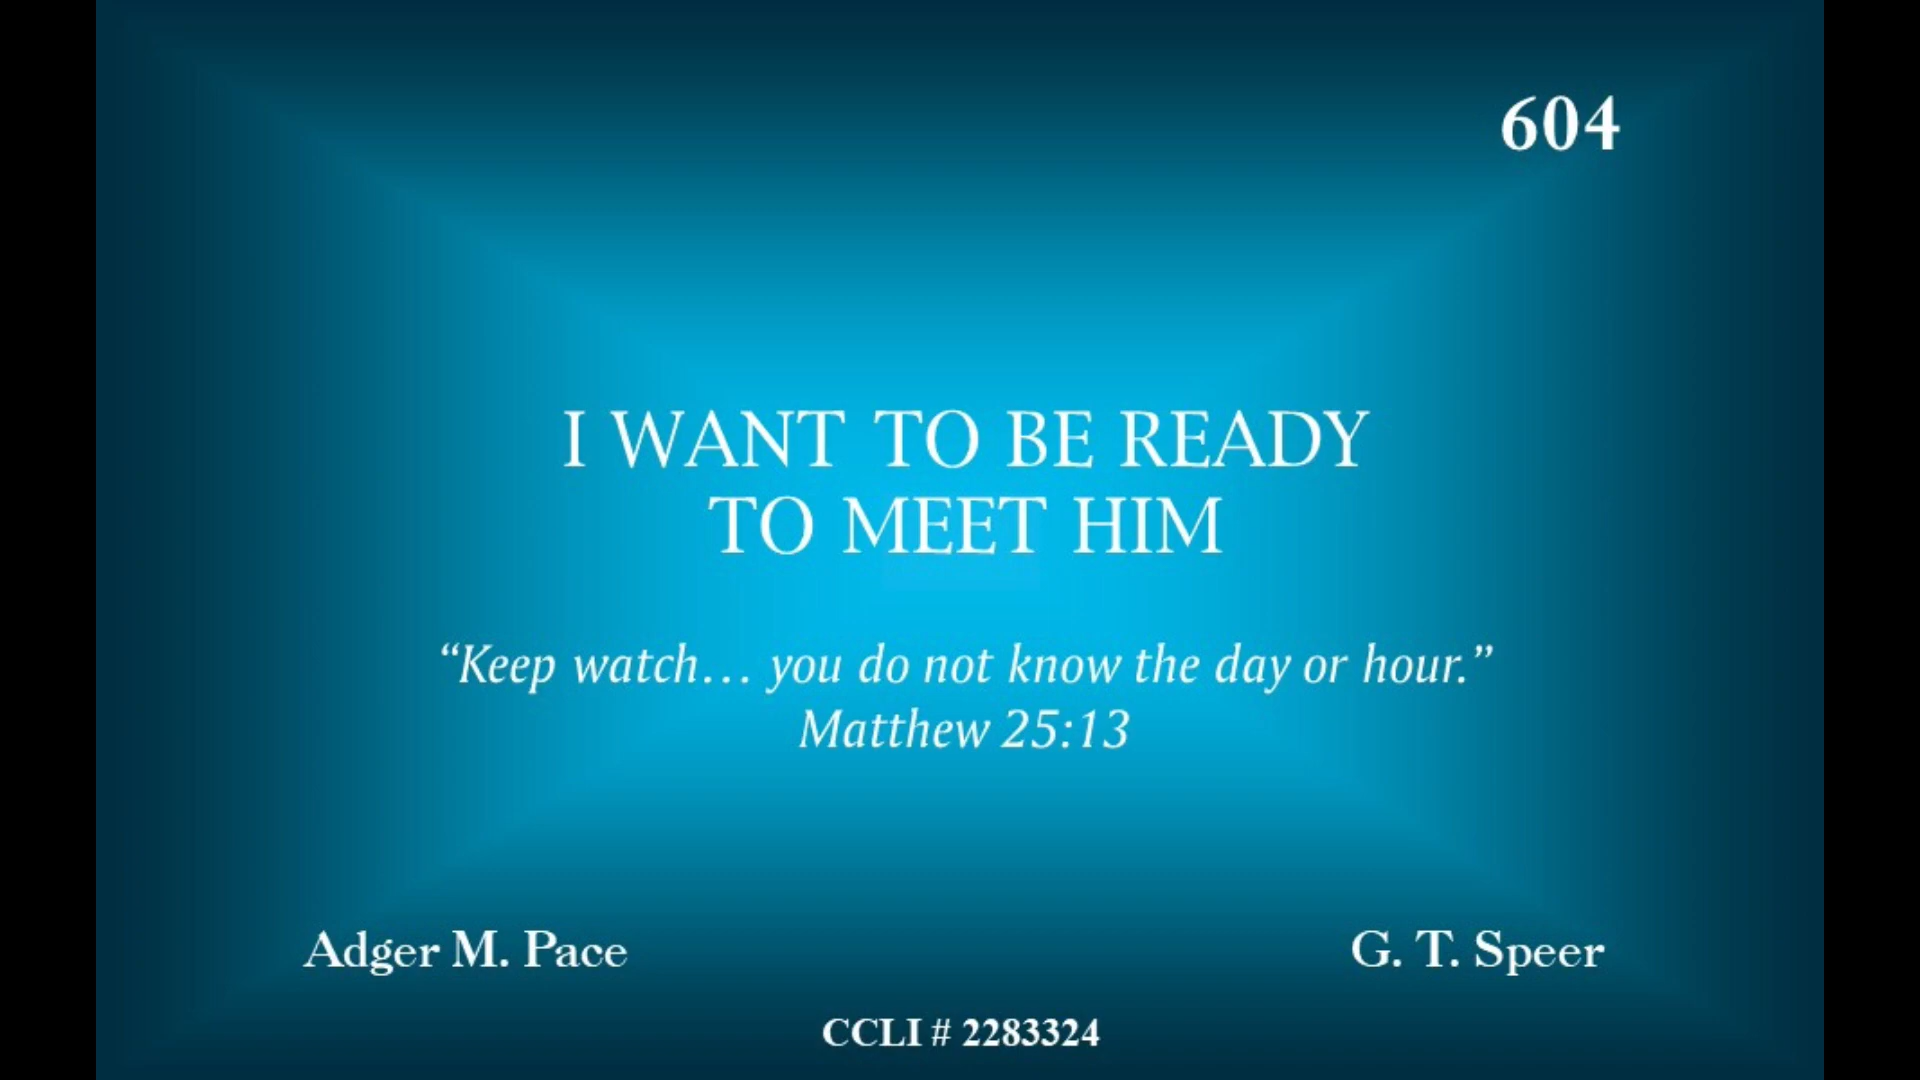 604
I WANT TO BE READY
TO MEET HIM
“Keep watch… you do not know the day or hour.”
Matthew 25:13
Adger M. Pace
G. T. Speer
CCLI # 2283324